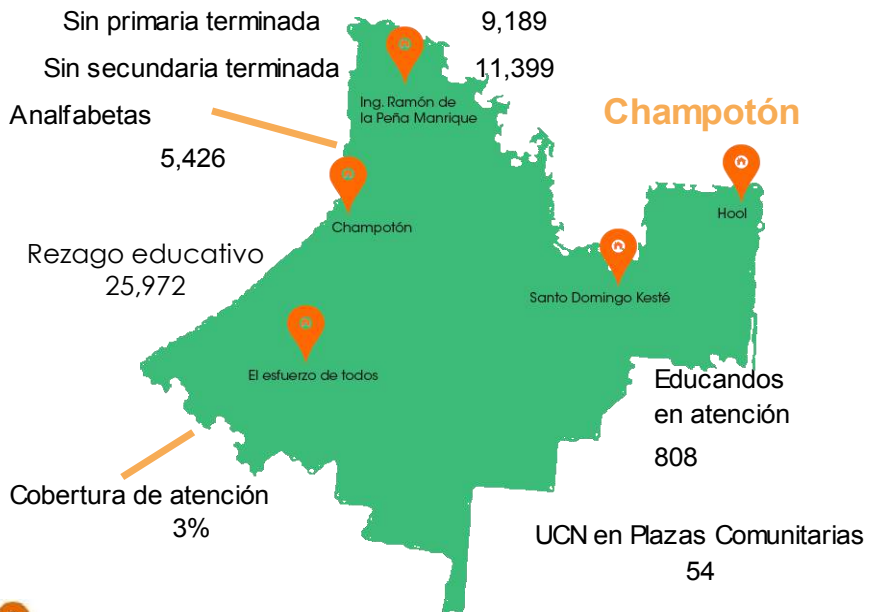 Sin primaria terminada 9,189
Sin secundaria terminada 11,399
Analfabetas
5,426
Ing. Ramón de
la Peña Manrique
Champotón
Hool
Champotón
Rezago educativo
25,972
Santo Domingo Kesté
El esfuerzo de todos
Educandos
en atención
808
Cobertura de atención
3%
UCN en Plazas Comunitarias
54